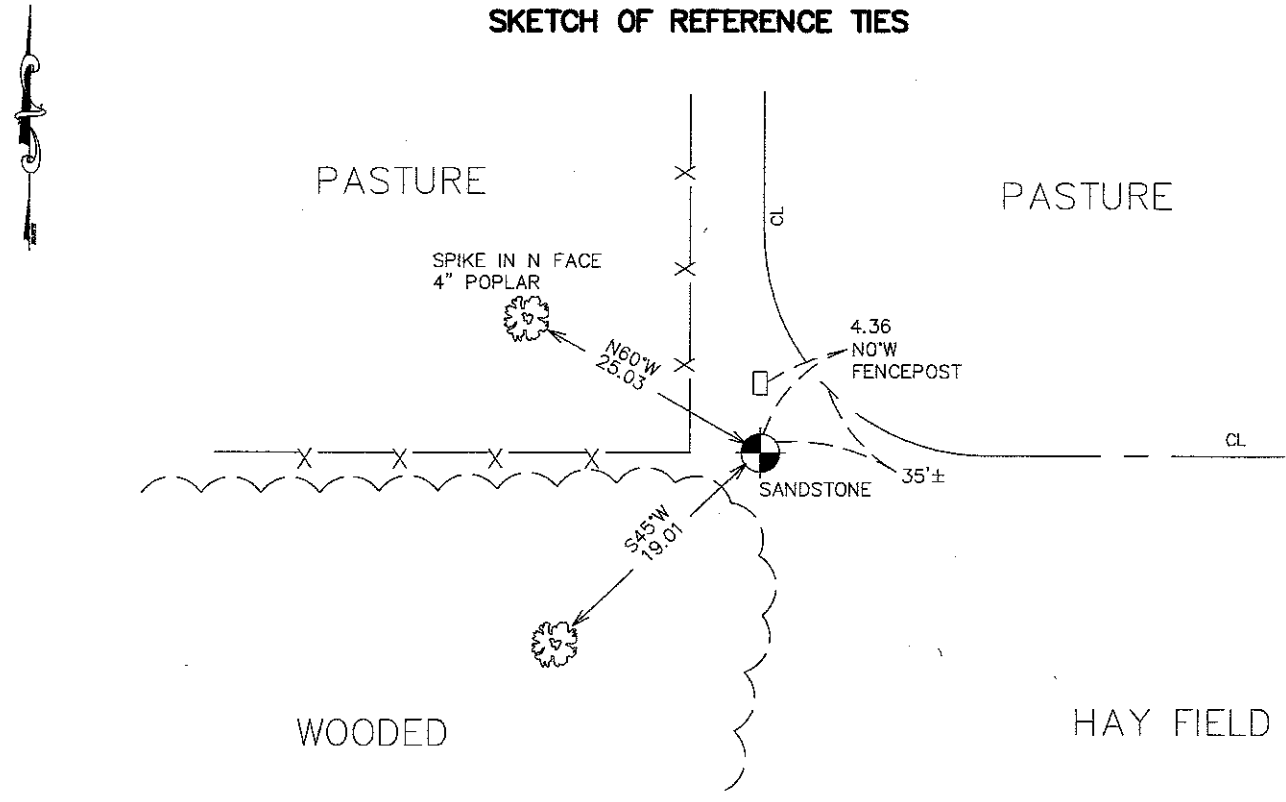 SKETCH OF REFERENCE TIES
PASTURE
PASTURE
CL
SPIKE IN N FACE
4" POPLAR
N60°W
25.03
4.36
N0°W
FENCEPOST
CL
35'±
SANDSTONE
S45°W
19.01
WOODED
HAY FIELD